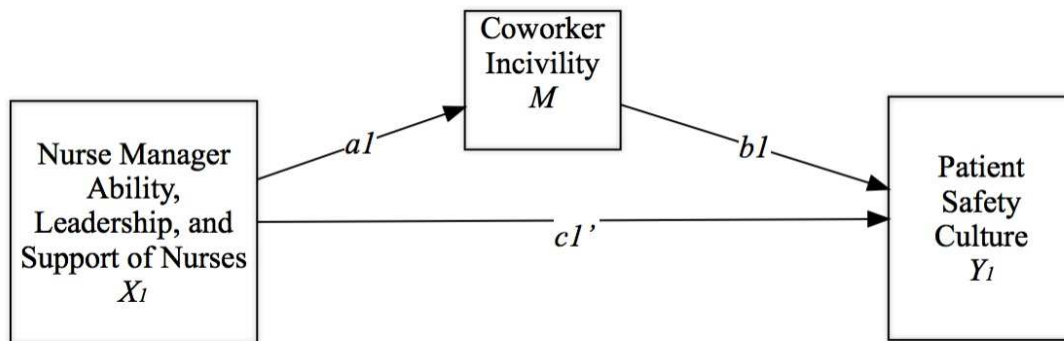 Coworker
Incivility
M
a1
b1
Nurse Manager
Ability,
Leadership, and
Support of Nurses
X1
c1’
Patient
Safety
Culture
Y1